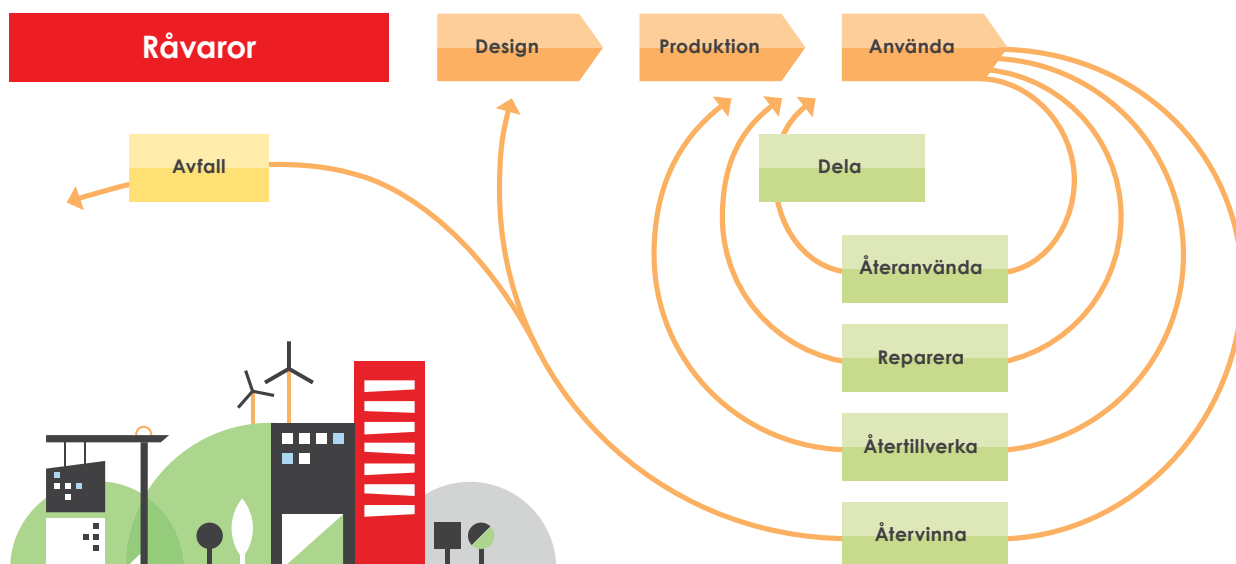 Råvaror
Design
Produktion
Använda
Avfall
Dela
Återanvända
Reparera
Återtillverka
Återvinna